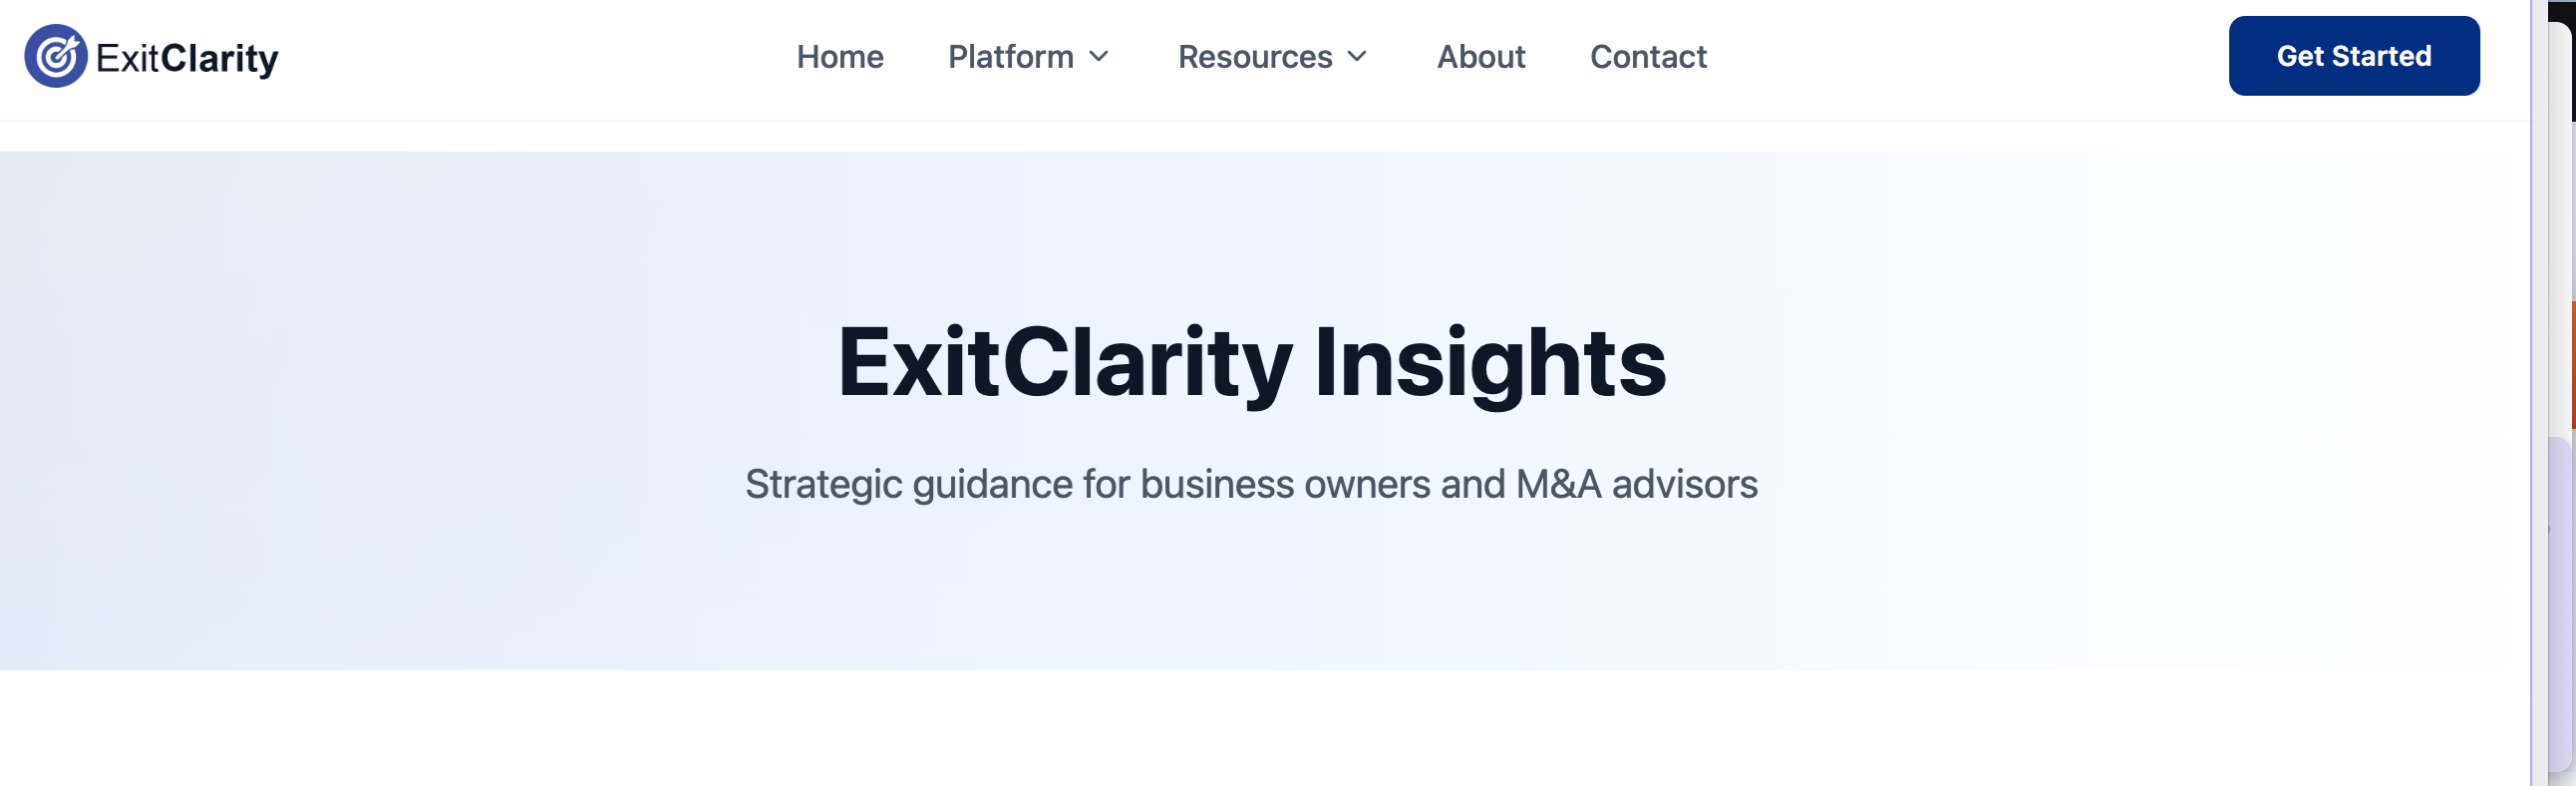 ExitClarity
Home Platform Resources About Contact
Get Started
ExitClarity Insights
Strategic guidance for business owners and M&A advisors